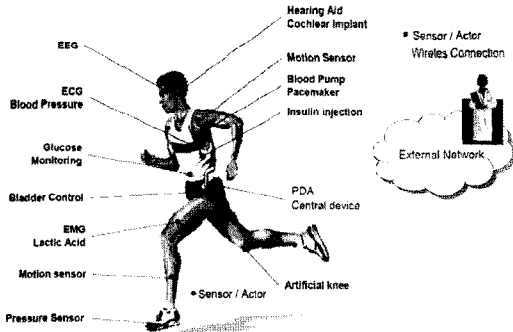 Hearing Aid
Cochlear Implant
EEG
Motion Sensor
ECG
Blood Pressure
Blood Pump
Pacemaker
Insulin injection
Glucose
Monitoring
Bladder Control
PDA
Central device
EMG
Lactic Acid
Motion sensor
Sensor / Actor
Artificial knee
Pressure Sensor
Sensor / Actor
Wireles Connection
External Network